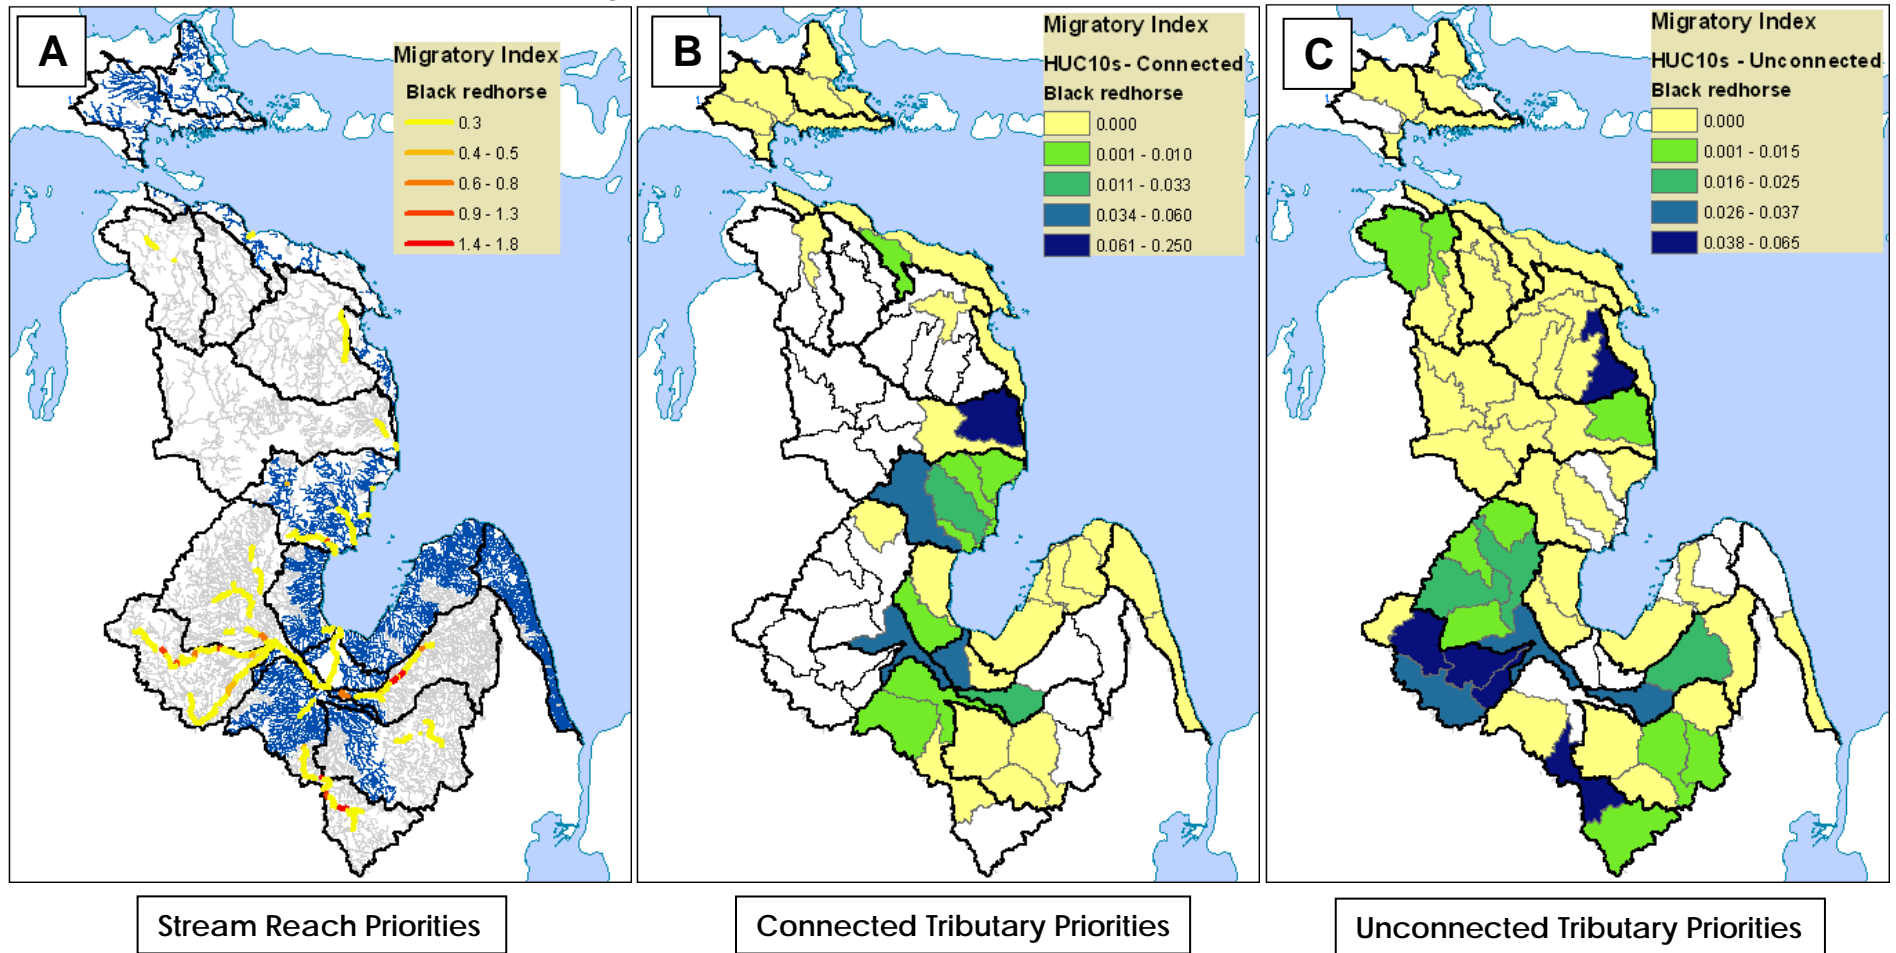 A
Migratory Index
Black redhorse
0.3
0.4 - 0.5
0.6 - 0.8
0.9 - 1.3
1.4 - 1.8
B
Migratory Index
HUC10s - Connected
Black redhorse
0.000
0.001 - 0.010
0.011 - 0.033
0.034 - 0.060
0.061 - 0.250
C
Migratory Index
HUC10s - Unconnected
Black redhorse
0.000
0.001 - 0.015
0.016 - 0.025
0.026 - 0.037
0.038 - 0.065
Stream Reach Priorities
Connected Tributary Priorities
Unconnected Tributary Priorities